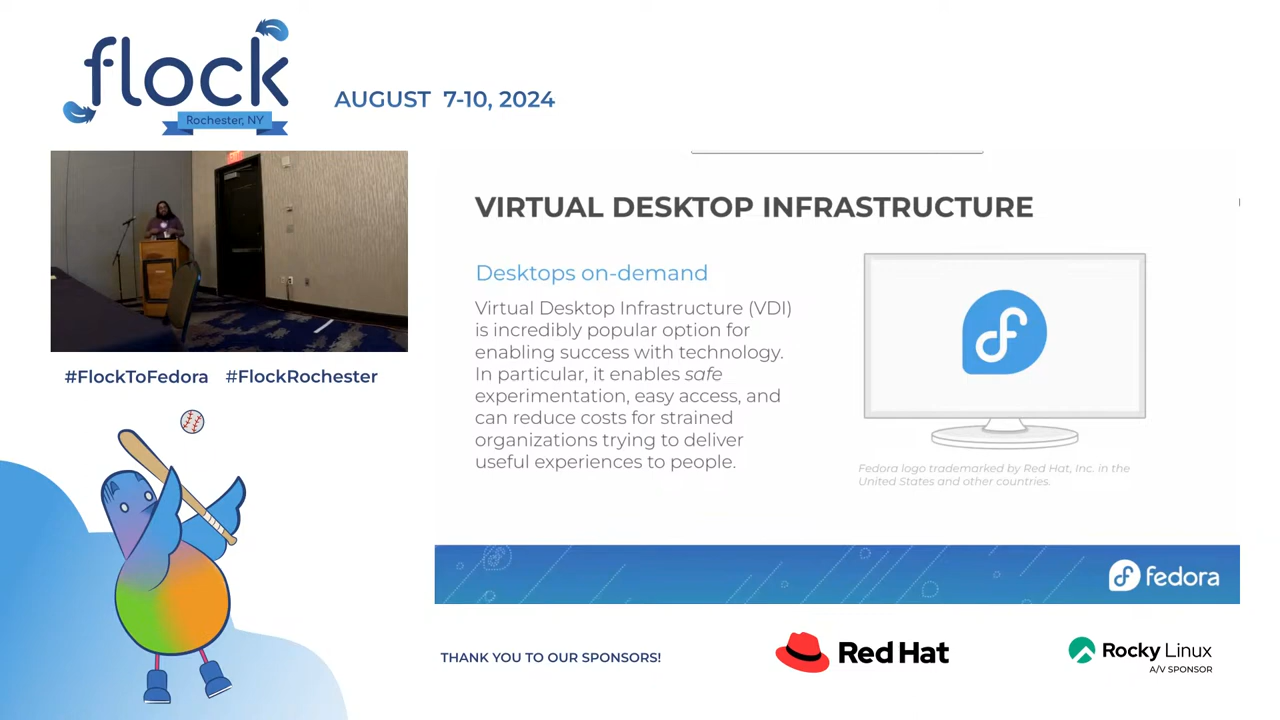 flock
Rochester, NY
AUGUST 7-10, 2024
EXIT
#FlockToFedora #FlockRochester
VIRTUAL DESKTOP INFRASTRUCTURE
Desktops on-demand
Virtual Desktop Infrastructure (VDI)
is incredibly popular option for
enabling success with technology.
In particular, it enables safe
experimentation, easy access, and
can reduce costs for strained
organizations trying to deliver
useful experiences to people.
Fedora logo trademarked by Red Hat, Inc. in the
United States and other countries.
fedora
THANK YOU TO OUR SPONSORS!
Red Hat
Rocky Linux
A/V SPONSOR